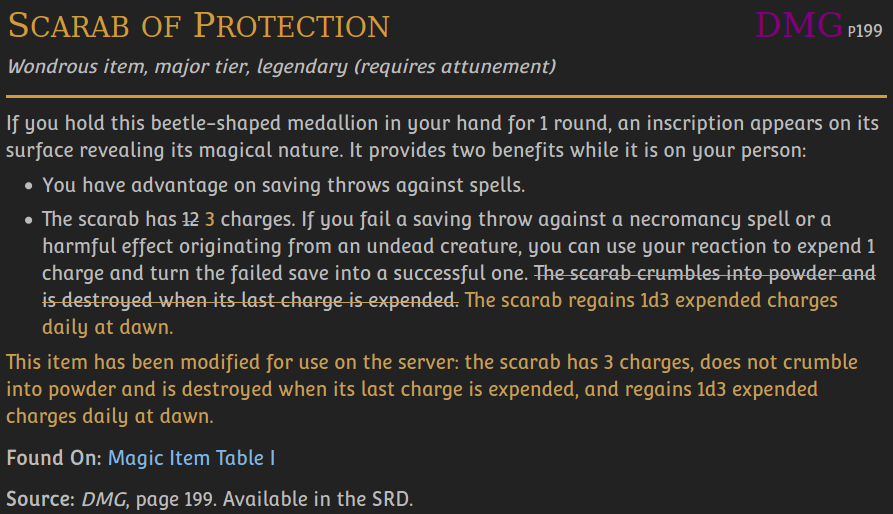 Scarab of Protection DMG P199
Wondrous item, major tier, legendary (requires attunement)
If you hold this beetle-shaped medallion in your hand for 1 round, an inscription appears on its
surface revealing its magical nature. It provides two benefits while it is on your person:
• You have advantage on saving throws against spells.
• The scarab has 12 3 charges. If you fail a saving throw against a necromancy spell or a
harmful effect originating from an undead creature, you can use your reaction to expend 1
charge and turn the failed save into a successful one. The scarab crumbles into powder and
is destroyed when its last charge is expended. The scarab regains 1d3 expended charges
daily at dawn.
This item has been modified for use on the server: the scarab has 3 charges, does not crumble
into powder and is destroyed when its last charge is expended, and regains 1d3 expended
charges daily at dawn.
Found On: Magic Item Table I
Source: DMG, page 199. Available in the SRD.